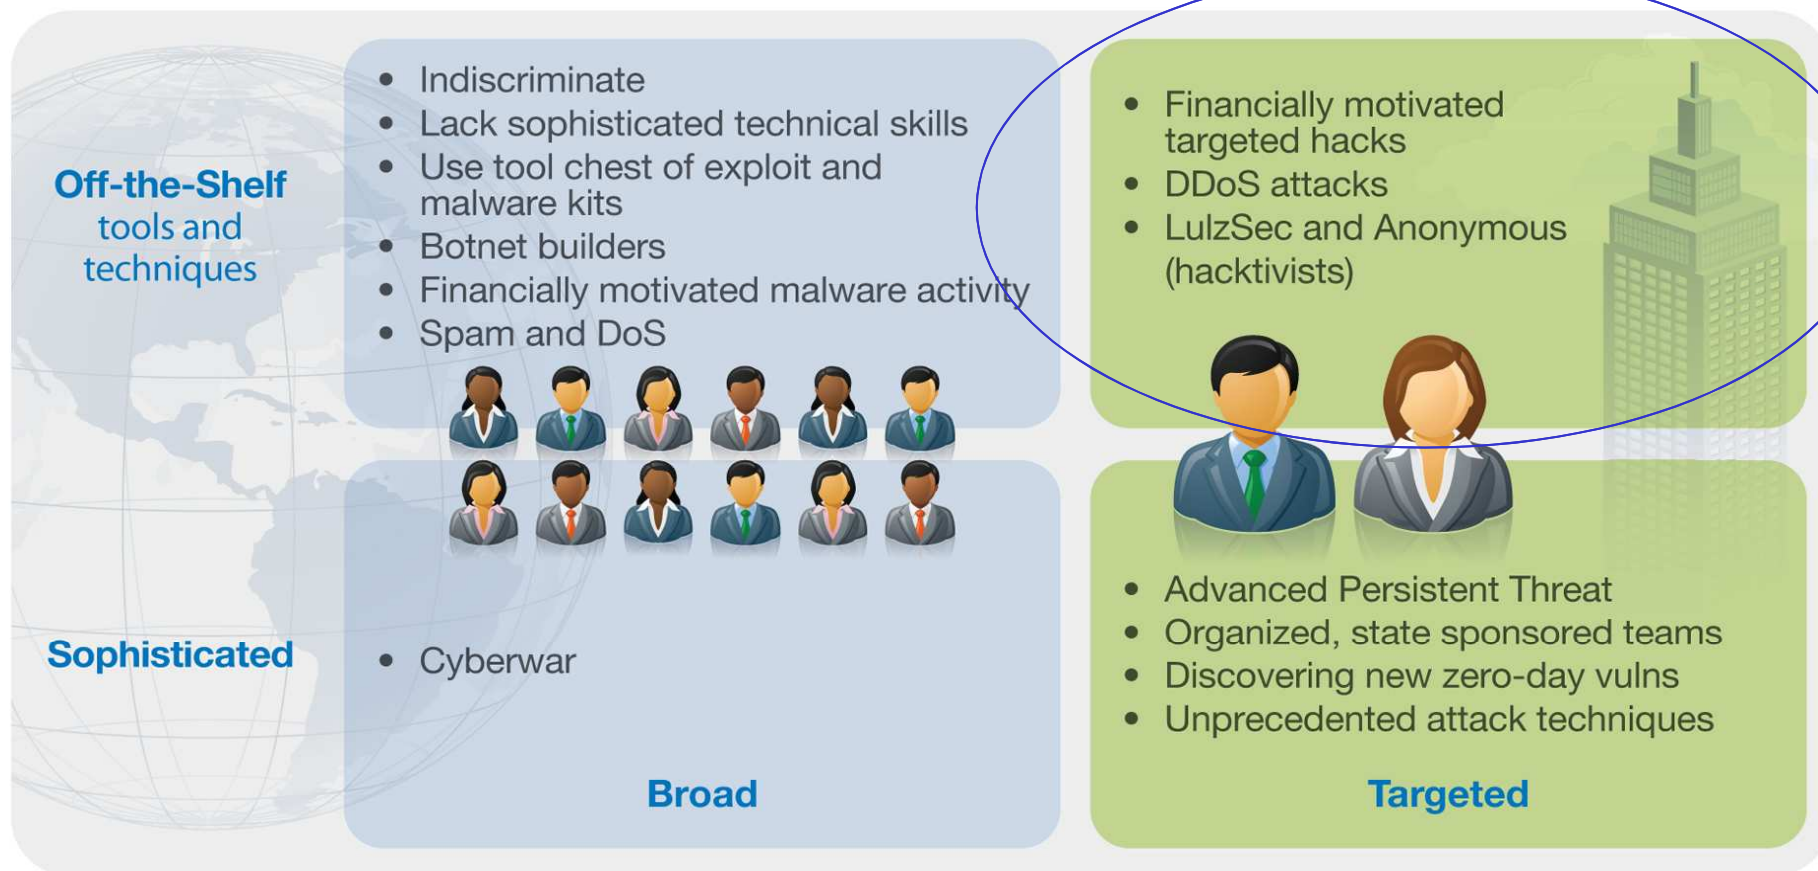 Off-the-Shelf
tools and
techniques
• Indiscriminate
• Lack sophisticated technical skills
• Use tool chest of exploit and
malware kits
• Botnet builders
• Financially motivated malware activity
• Spam and DoS
• Financially motivated
targeted hacks
• DDoS attacks
• LulzSec and Anonymous
(hacktivists)
Sophisticated
• Cyberwar
• Advanced Persistent Threat
• Organized, state sponsored teams
• Discovering new zero-day vulns
• Unprecedented attack techniques
Broad
Targeted